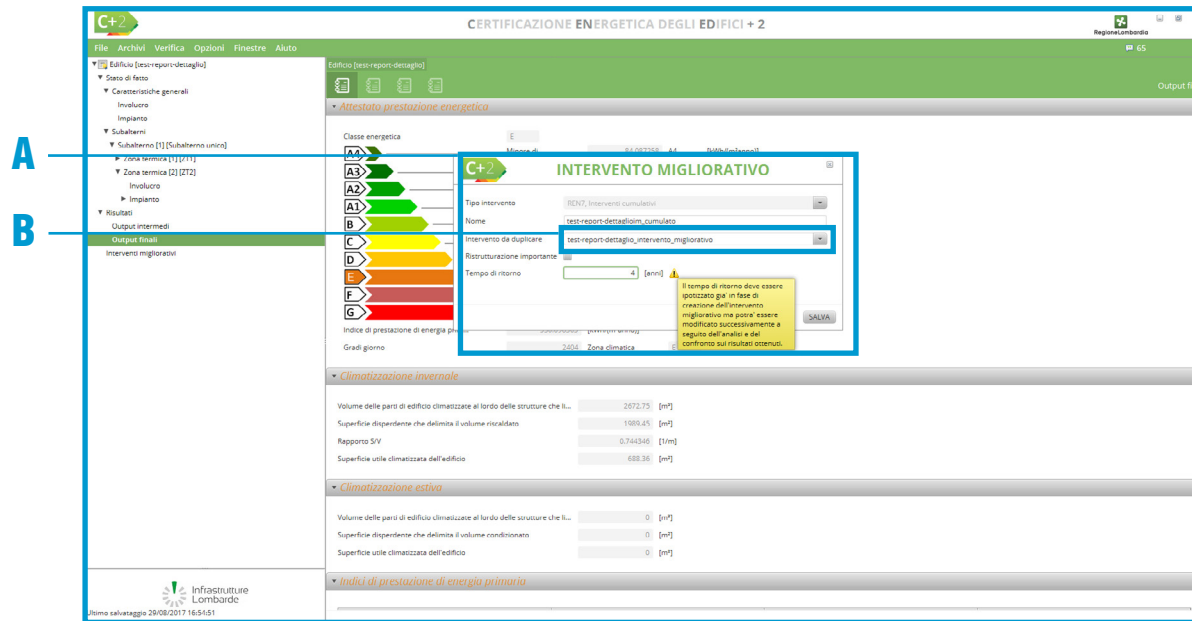 C+2
CERTIFICAZIONE ENERGETICA DEGLI EDIFICI + 2
RegioneLombardia
File Archivi Verifica Opzioni Finestre Aiuto
65
Edificio [test-report-dettaglio]
Stato di fatto
Caratteristiche generali
Involucro
Impianto
Subalterni
Subalterno [1] [Subalterno unico]
Zona termica [1] [ZT1]
Zona termica [2] [ZT2]
Involucro
Impianto
Risultati
Output intermedi
Output finali
Interventi migliorativi
A
B
Edificio [test-report-dettaglio]
Output fi
Attestato prestazione energetica
Classe energetica E
A4 Minore di 84.087258 A4 [kWh/(m²anno)]
A3
A2
A1
B
C
D
E
F
G
C+2
INTERVENTO MIGLIORATIVO
Tipo intervento REN7, Interventi cumulativi
Nome test-report-dettaglioim_cumulato
Intervento da duplicare test-report-dettaglio_intervento_migliorativo
Ristrutturazione importante
Tempo di ritorno 4 [anni]
Il tempo di ritorno deve essere
ipotizzato gia' in fase di
creazione dell'intervento
migliorativo ma potra' essere
modificato successivamente a
seguito dell'analisi e del
confronto sui risultati ottenuti.
SALVA
Indice di prestazione di energia
Gradi giorno 2404 Zona climatica E
Climatizzazione invernale
Volume delle parti di edificio climatizzate al lordo delle strutture che li... 2672.75 [m³]
Superficie disperdente che delimita il volume riscaldato 1989.45 [m²]
Rapporto S/V 0.744346 [1/m]
Superficie utile climatizzata dell'edificio 688.36 [m²]
Climatizzazione estiva
Volume delle parti di edificio climatizzate al lordo delle strutture che li... 0 [m³]
Superficie disperdente che delimita il volume condizionato 0 [m²]
Superficie utile climatizzata dell'edificio 0 [m²]
Indici di prestazione di energia primaria
Infrastrutture
Lombarde
Ultimo salvataggio 29/08/2017 16:54:51